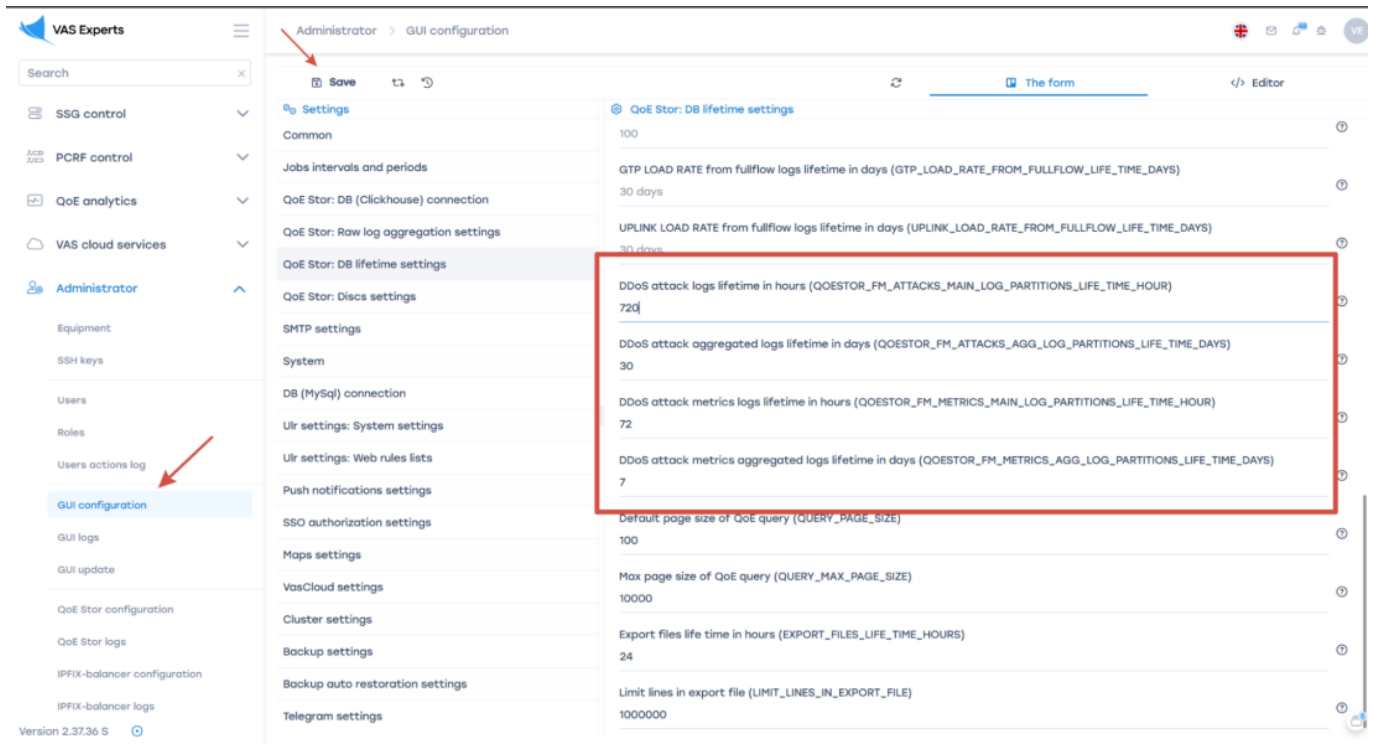 VAS Experts
Administrator > GUI configuration
VE
Search
Save
The form
</> Editor
SSG control
PCRF control
QoE analytics
VAS cloud services
Administrator
Equipment
SSH keys
Users
Roles
Users actions log
GUI configuration
GUI logs
GUI update
QoE Stor configuration
QoE Stor logs
IPFIX-balancer configuration
IPFIX-balancer logs
Version 2.37.36 S
Settings
Common
Jobs intervals and periods
QoE Stor: DB (Clickhouse) connection
QoE Stor: Raw log aggregation settings
QoE Stor: DB lifetime settings
QoE Stor: Discs settings
SMTP settings
System
DB (MySql) connection
Ulr settings: System settings
Ulr settings: Web rules lists
Push notifications settings
SSO authorization settings
Maps settings
VasCloud settings
Cluster settings
Backup settings
Backup auto restoration settings
Telegram settings
QoE Stor: DB lifetime settings
100
GTP LOAD RATE from fullflow logs lifetime in days (GTP_LOAD_RATE_FROM_FULLFLOW_LIFE_TIME_DAYS)
30 days
UPLINK LOAD RATE from fullflow logs lifetime in days (UPLINK_LOAD_RATE_FROM_FULLFLOW_LIFE_TIME_DAYS)
30 days
DDoS attack logs lifetime in hours (QOESTOR_FM_ATTACKS_MAIN_LOG_PARTITIONS_LIFE_TIME_HOUR)
720
DDoS attack aggregated logs lifetime in days (QOESTOR_FM_ATTACKS_AGG_LOG_PARTITIONS_LIFE_TIME_DAYS)
30
DDoS attack metrics logs lifetime in hours (QOESTOR_FM_METRICS_MAIN_LOG_PARTITIONS_LIFE_TIME_HOUR)
72
DDoS attack metrics aggregated logs lifetime in days (QOESTOR_FM_METRICS_AGG_LOG_PARTITIONS_LIFE_TIME_DAYS)
7
Default page size of QoE query (QUERY_PAGE_SIZE)
100
Max page size of QoE query (QUERY_MAX_PAGE_SIZE)
10000
Export files life time in hours (EXPORT_FILES_LIFE_TIME_HOURS)
24
Limit lines in export file (LIMIT_LINES_IN_EXPORT_FILE)
1000000